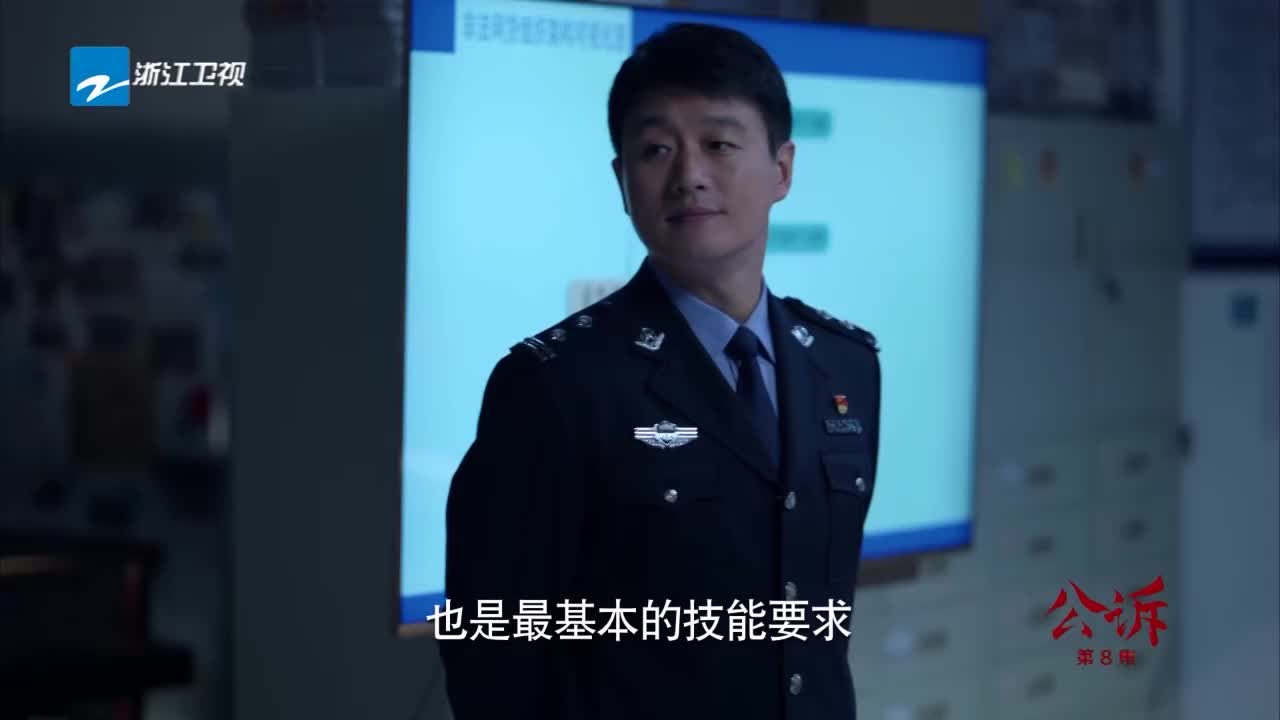 浙江卫视
也是最基本的技能要求
公诉
第8集